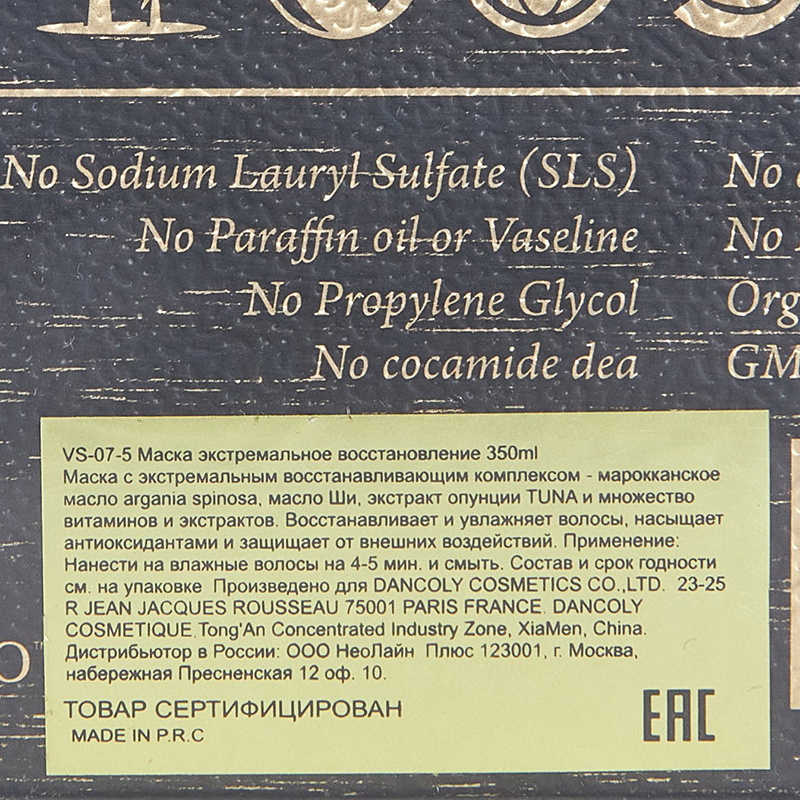 No Sodium Lauryl Sulfate (SLS) No
No Paraffin oil or Vaseline No
No Propylene Glycol
No cocamide dea
VS-07-5 Маска экстремальное восстановление 350ml
Маска с экстремальным восстанавливающим комплексом - марокканское
масло argania spinosa, масло Ши, экстракт опунции TUNA и множество
витаминов и экстрактов. Восстанавливает и увлажняет волосы, насыщает
антиоксидантами и защищает от внешних воздействий. Применение:
Нанести на влажные волосы на 4-5 мин. и смыть. Состав и срок годности
см. на упаковке Произведено для DANCOLY COSMETICS CO.,LTD. 23-25
R JEAN JACQUES ROUSSEAU 75001 PARIS FRANCE. DANCOLY
COSMETIQUE.Tong'An Concentrated Industry Zone, XiaMen, China.
Дистрибьютор в России: ООО НеоЛайн Плюс 123001, г. Москва,
набережная Пресненская 12 оф. 10.
ТОВАР СЕРТИФИЦИРОВАН
MADE IN P.R.C
EAC